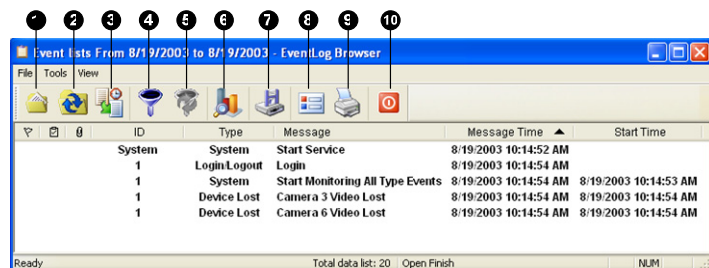 1 2 3 4 5 6 7 8 9 10
Event lists From 8/19/2003 to 8/19/2003 - EventLog Browser
File Tools View
ID Type Message Message Time Start Time
System System Start Service 8/19/2003 10:14:52 AM
1 Login/Logout Login 8/19/2003 10:14:54 AM
1 System Start Monitoring All Type Events 8/19/2003 10:14:54 AM 8/19/2003 10:14:53 AM
1 Device Lost Camera 3 Video Lost 8/19/2003 10:14:54 AM 8/19/2003 10:14:54 AM
1 Device Lost Camera 6 Video Lost 8/19/2003 10:14:54 AM 8/19/2003 10:14:54 AM
Ready Total data list: 20 Open Finish NUM